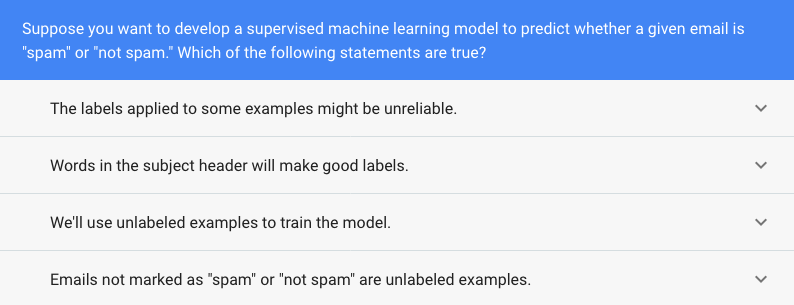 Suppose you want to develop a supervised machine learning model to predict whether a given email is
"spam" or "not spam." Which of the following statements are true?
The labels applied to some examples might be unreliable.
Words in the subject header will make good labels.
We'll use unlabeled examples to train the model.
Emails not marked as "spam" or "not spam" are unlabeled examples.